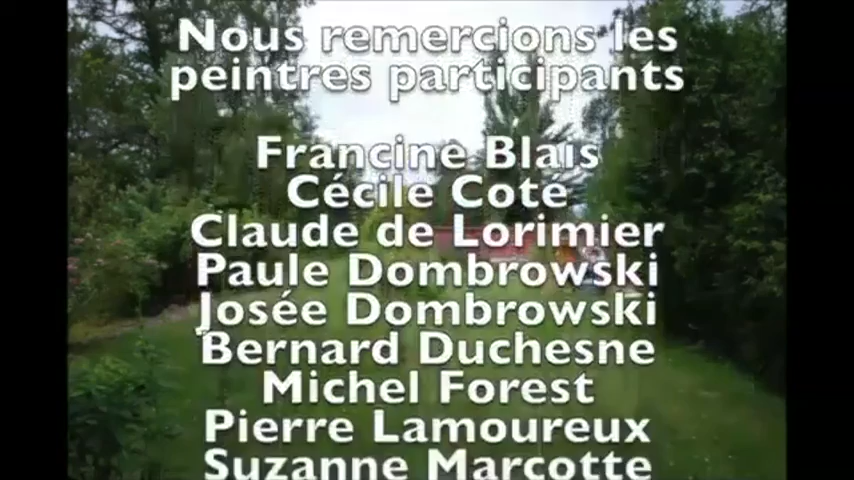 Nous remercions les
peintres participants
Francine Blais
Cécile Cote
Claude de Lorimier
Paule Dombrowski
Josée Dombrowski
Bernard Duchesne
Michel Forest
Pierre Lamoureux
Suzanne Marcotte